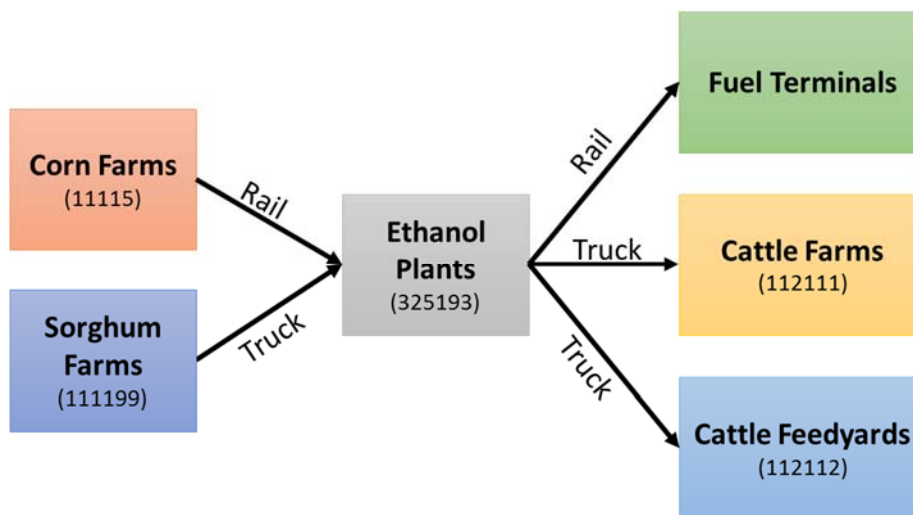 Corn Farms
(11115)
Rail
Sorghum
Farms
(111199)
Truck
Ethanol
Plants
(325193)
Rail
Fuel Terminals
Truck
Cattle Farms
(112111)
Truck
Cattle Feedyards
(112112)